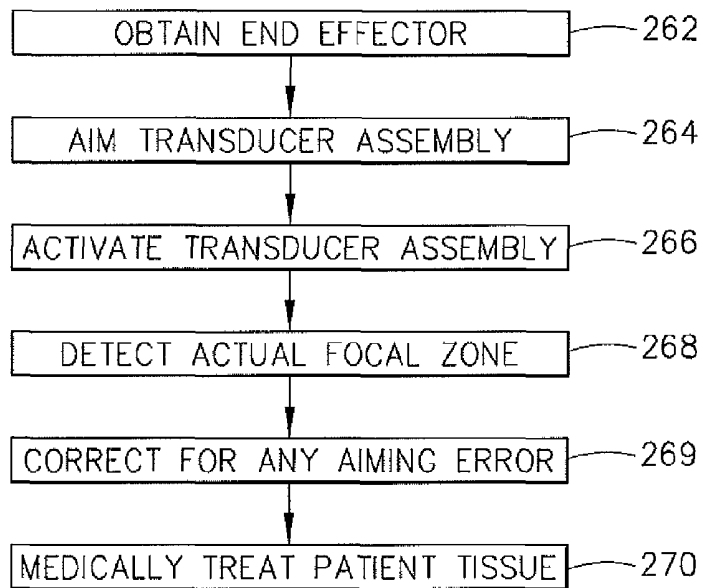 OBTAIN END EFFECTOR 262
AIM TRANSDUCER ASSEMBLY 264
ACTIVATE TRANSDUCER ASSEMBLY 266
DETECT ACTUAL FOCAL ZONE 268
CORRECT FOR ANY AIMING ERROR 269
MEDICALLY TREAT PATIENT TISSUE 270